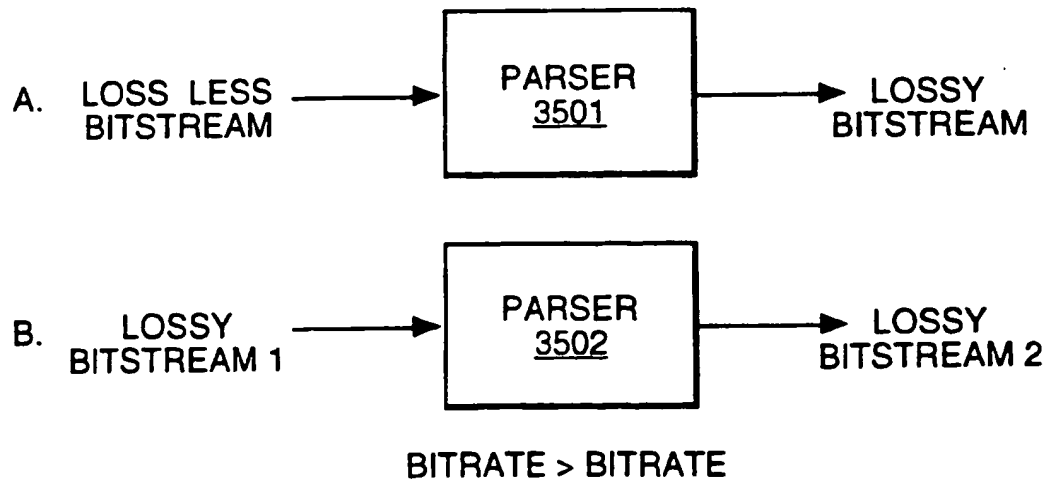 A. LOSS LESS
BITSTREAM
PARSER
3501
LOSSY
BITSTREAM
B. LOSSY
BITSTREAM 1
PARSER
3502
LOSSY
BITSTREAM 2
BITRATE > BITRATE